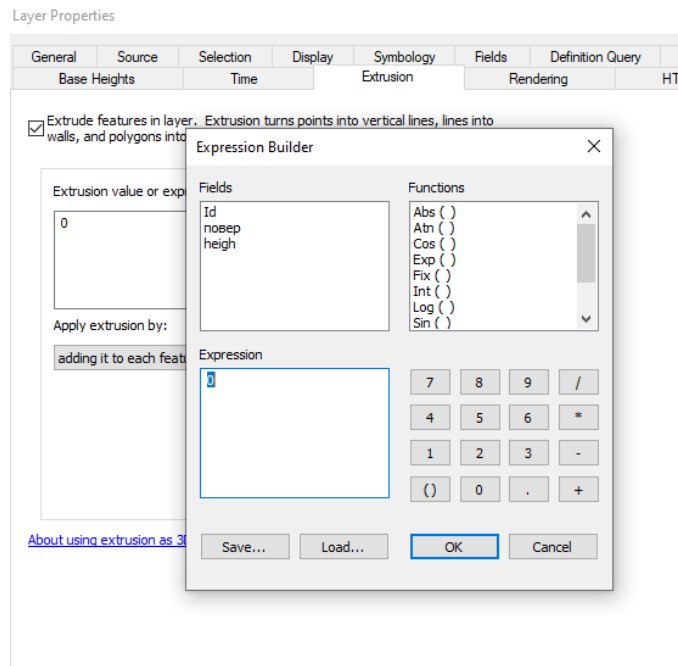 Layer Properties
General Source Selection Display Symbology Fields Definition Query
Base Heights Time Extrusion Rendering
Extrude features in layer. Extrusion turns points into vertical lines, lines into
walls, and polygons into
Extrusion value or
0
Apply extrusion by:
adding it to each
About using extrusion as
Expression Builder
Fields
Id
повер
heigh
Functions
Abs ( )
Atn ( )
Cos ( )
Exp ( )
Fix ( )
Int ( )
Log ( )
Sin ( )
Expression
0
7 8 9 /
4 5 6 *
1 2 3 -
() 0 . +
Save... Load... OK Cancel